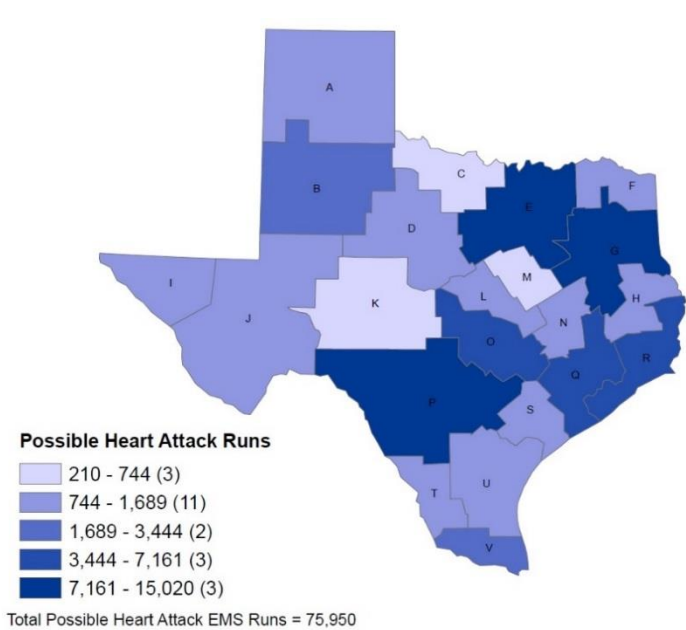 A
B
C
D
E
F
G
H
I
J
K
L
M
N
O
P
Q
R
S
T
U
V
Possible Heart Attack Runs
210 - 744 (3)
744 - 1,689 (11)
1,689 - 3,444 (2)
3,444 - 7,161 (3)
7,161 - 15,020 (3)
Total Possible Heart Attack EMS Runs = 75,950